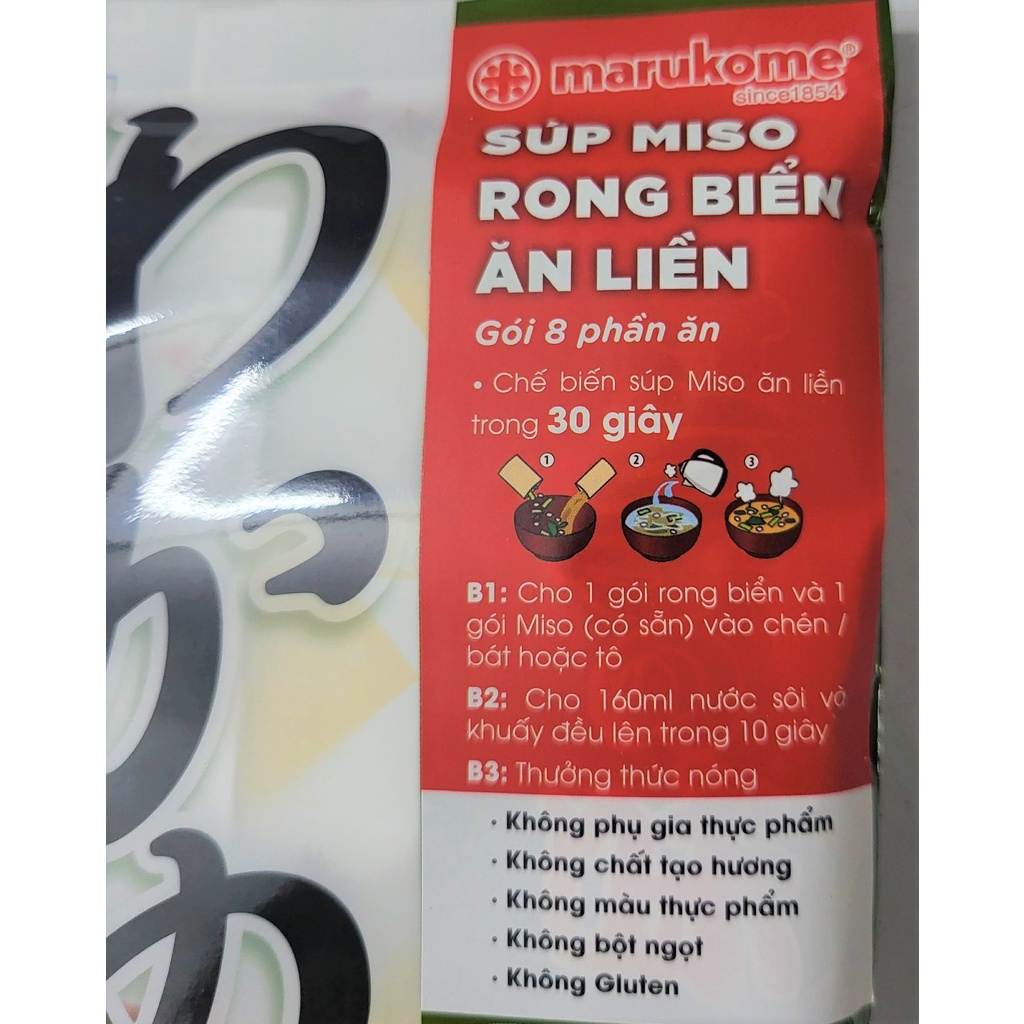 marukome®
since1854
SÚP MISO
RONG BIỂN
ĂN LIỀN
Gói 8 phần ăn
• Chế biến súp Miso ăn liền
trong 30 giây
1 2 3
B1: Cho 1 gói rong biển và 1
gói Miso (có sẵn) vào chén /
bát hoặc tô
B2: Cho 160ml nước sôi và
khuấy đều lên trong 10 giây
B3: Thưởng thức nóng
· Không phụ gia thực phẩm
· Không chất tạo hương
· Không màu thực phẩm
· Không bột ngọt
· Không Gluten